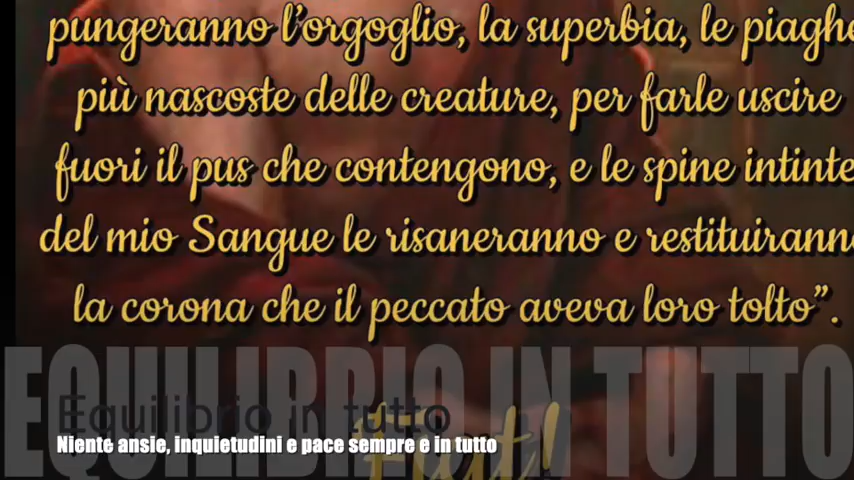 pungeranno l'orgoglio, la superbia, le piaghe
più nascoste delle creature, per farle uscire
fuori il pus che contengono, e le spine intinte
del mio Sangue le risaneranno e restituiranno
la corona che il peccato aveva loro tolto”.
EQUILIBRIO IN TUTTO
Equilibrio in tutto
Fiat!
Niente ansie, inquietudini e pace sempre e in tutto